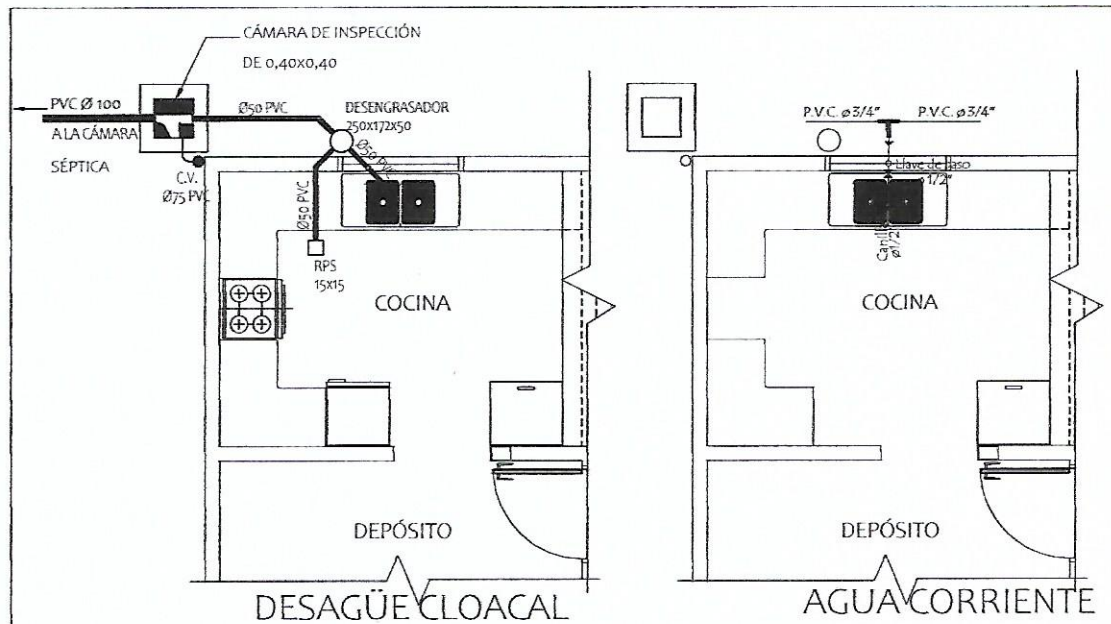 CÁMARA DE INSPECCIÓN
DE 0,40x0,40
PVC Ø 100
A LA CÁMARA
SÉPTICA
Ø50 PVC
DESENGRASADOR
250x172x50
Ø50 PVC
C.V.
Ø75 PVC
Ø50 PVC
RPS
15x15
COCINA
DEPÓSITO
DESAGÜE CLOACAL
P.V.C. ø3/4"
P.V.C. ø3/4"
Llave de paso
ø1/2"
Canilla
ø1/2
COCINA
DEPÓSITO
AGUA CORRIENTE